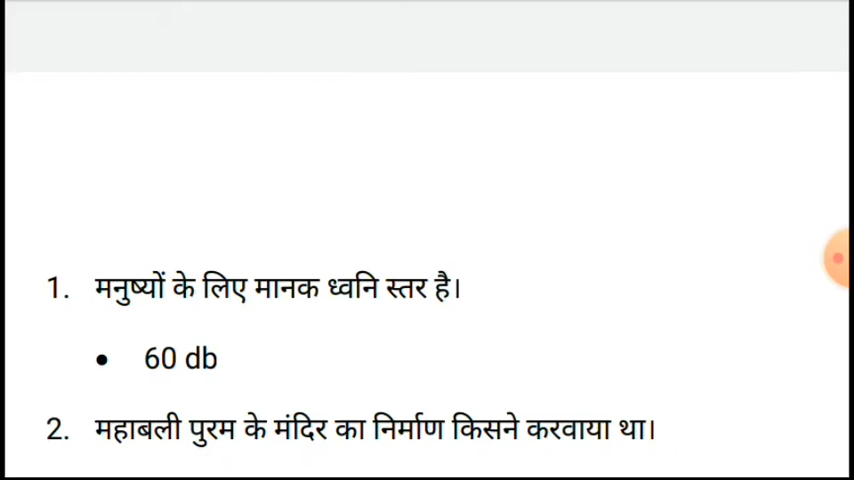 1. मनुष्यों के लिए मानक ध्वनि स्तर है।
• 60 db
2. महाबली पुरम के मंदिर का निर्माण किसने करवाया था।